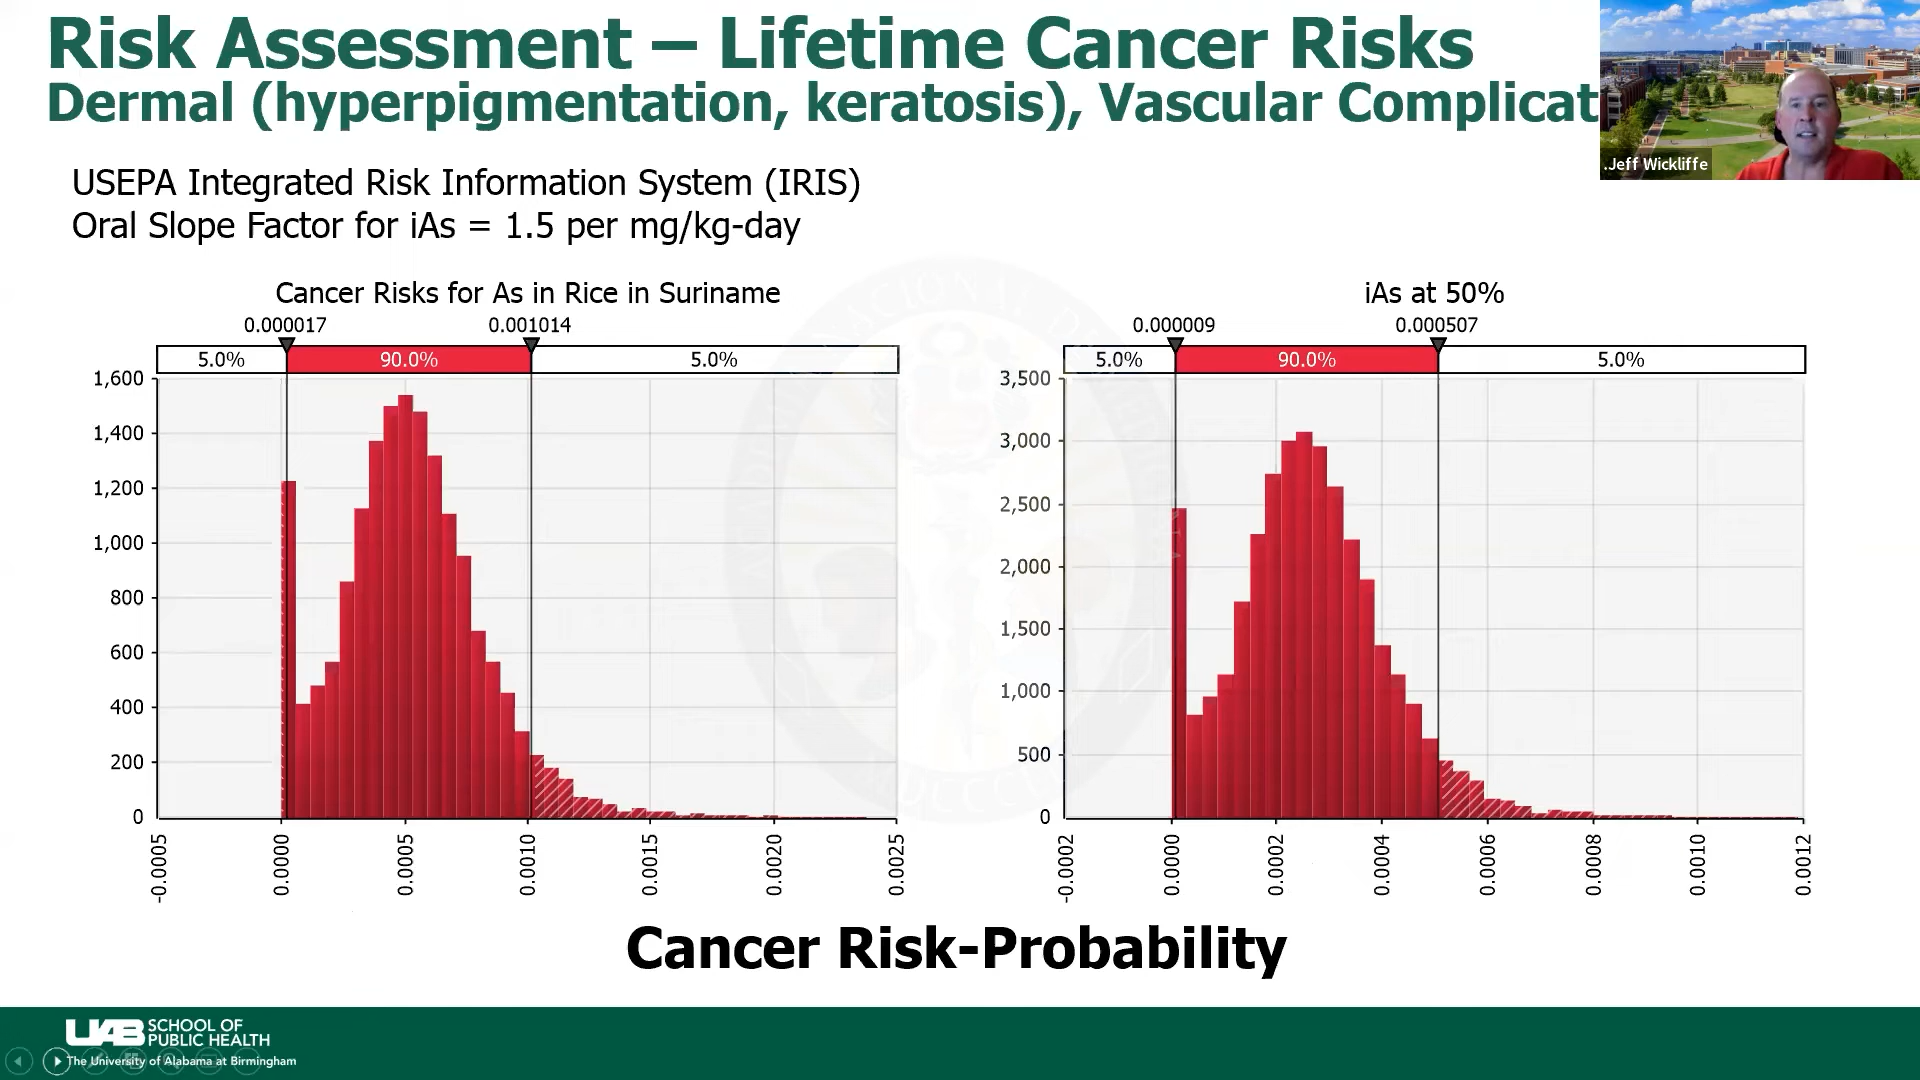 Risk Assessment – Lifetime Cancer Risks
Dermal (hyperpigmentation, keratosis), Vascular Complicat
.Jeff Wickliffe
USEPA Integrated Risk Information System (IRIS)
Oral Slope Factor for iAs = 1.5 per mg/kg-day
Cancer Risks for As in Rice in Suriname
0.000017 0.001014
5.0% 90.0% 5.0%
1,600
1,400
1,200
1,000
800
600
400
200
0
-0.0005 0.0000 0.0005 0.0010 0.0015 0.0020 0.0025
iAs at 50%
0.000009 0.000507
5.0% 90.0% 5.0%
3,500
3,000
2,500
2,000
1,500
1,000
500
0
-0.0002 0.0000 0.0002 0.0004 0.0006 0.0008 0.0010 0.0012
Cancer Risk-Probability
UAB SCHOOL OF
PUBLIC HEALTH
The University of Alabama at Birmingham